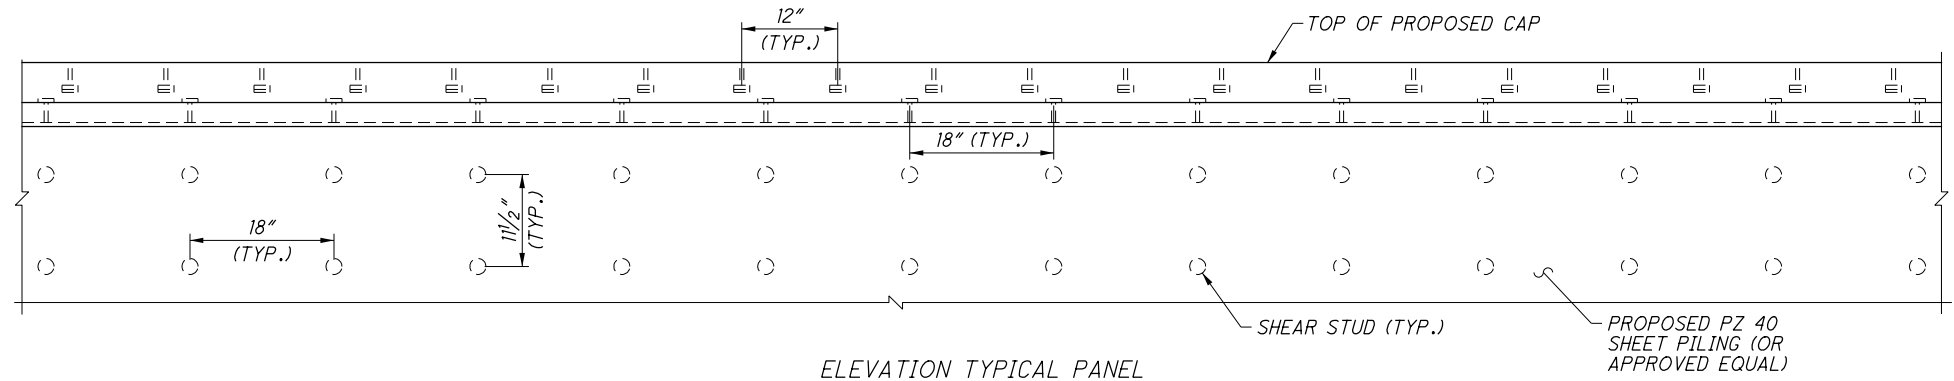 12"
(TYP.)
TOP OF PROPOSED CAP
18" (TYP.)
11½"
(TYP.)
18"
(TYP.)
SHEAR STUD (TYP.)
PROPOSED PZ 40
SHEET PILING (OR
APPROVED EQUAL)
ELEVATION TYPICAL PANEL